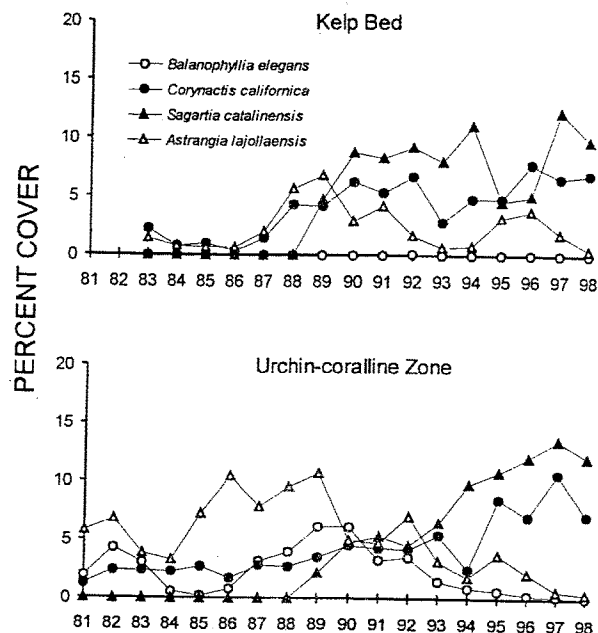 Kelp Bed
20
15
10
5
0
Balanophyllia elegans
Corynactis californica
Sagartia catalinensis
Astrangia lajollaensis
81 82 83 84 85 86 87 88 89 90 91 92 93 94 95 96 97 98
PERCENT COVER
Urchin-coralline Zone
20
15
10
5
0
81 82 83 84 85 86 87 88 89 90 91 92 93 94 95 96 97 98